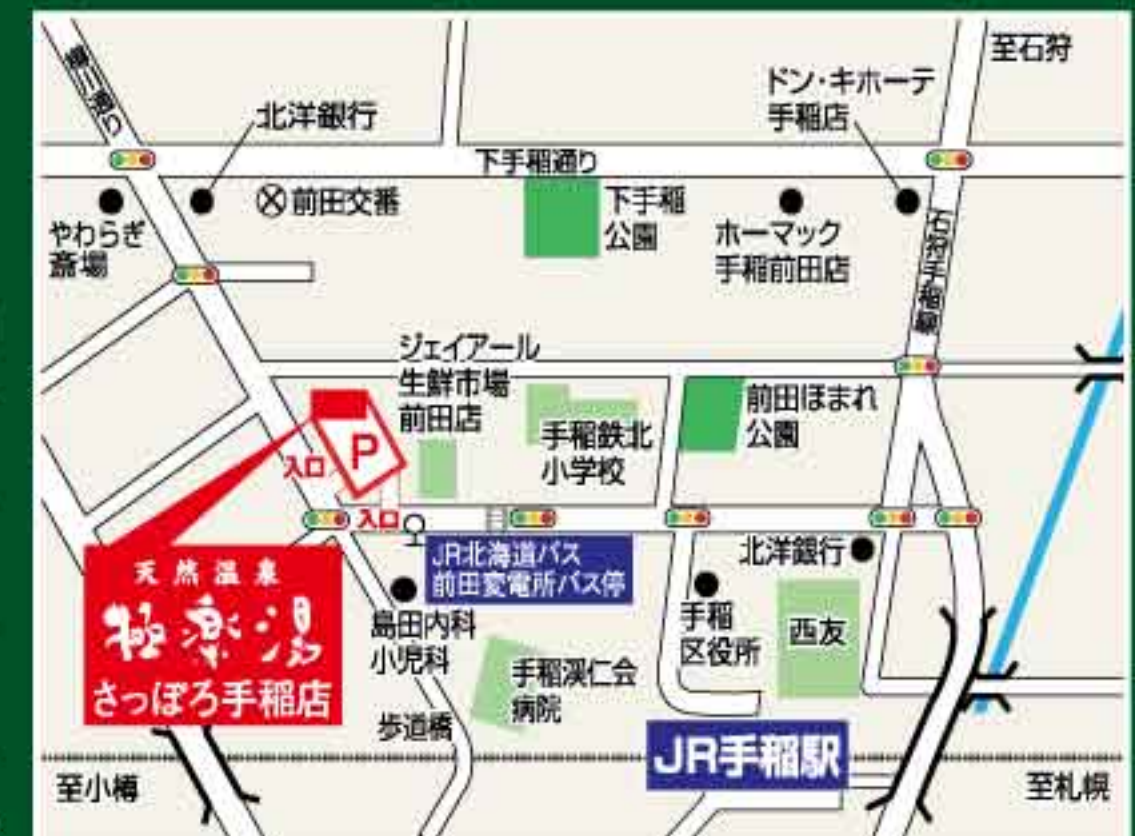 至石狩
ドン・キホーテ
手稲店
北洋銀行
下手稲通り
前田交番
下手稲
公園
ホーマック
手稲前田店
やわらぎ
斎場
石狩手稲線
ジェイアール
生鮮市場
前田店
手稲鉄北
小学校
前田ほまれ
公園
P
入口
入口
JR北海道バス
前田変電所バス停
北洋銀行
天然温泉
極楽湯
さっぽろ手稲店
島田内科
小児科
手稲渓仁会
病院
手稲
区役所
西友
歩道橋
JR手稲駅
至小樽
至札幌